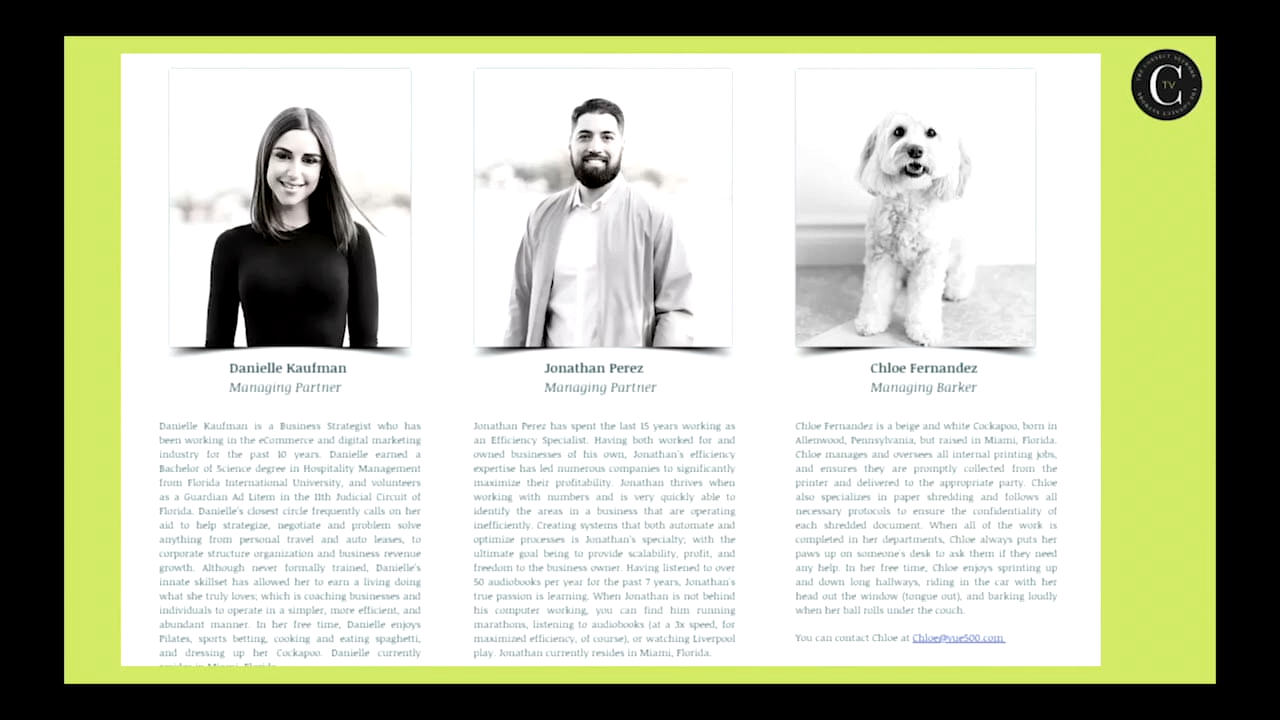 THE CONNECT NETWORK
C
TV
THE CONNECT NETWORK
Danielle Kaufman
Managing Partner
Danielle Kaufman is a Business Strategist who has
been working in the eCommerce and digital marketing
industry for the past 10 years. Danielle earned a
Bachelor of Science degree in Hospitality Management
from Florida International University, and volunteers
as a Guardian Ad Litem in the 11th Judicial Circuit of
Florida. Danielle's closest circle frequently calls on her
aid to help strategize, negotiate and problem solve
anything from personal travel and auto leases, to
corporate structure organization and business revenue
growth. Although never formally trained, Danielle's
innate skillset has allowed her to earn a living doing
what she truly loves; which is coaching businesses and
individuals to operate in a simpler, more efficient, and
abundant manner. In her free time, Danielle enjoys
Pilates, sports betting, cooking and eating spaghetti,
and dressing up her Cockapoo. Danielle currently
resides in Miami, Florida.
Jonathan Perez
Managing Partner
Jonathan Perez has spent the last 15 years working as
an Efficiency Specialist. Having both worked for and
owned businesses of his own, Jonathan's efficiency
expertise has led numerous companies to significantly
maximize their profitability. Jonathan thrives when
working with numbers and is very quickly able to
identify the areas in a business that are operating
inefficiently. Creating systems that both automate and
optimize processes is Jonathan's specialty; with the
ultimate goal being to provide scalability, profit, and
freedom to the business owner. Having listened to over
50 audiobooks per year for the past 7 years, Jonathan's
true passion is learning. When Jonathan is not behind
his computer working, you can find him running
marathons, listening to audiobooks (at a 3x speed, for
maximized efficiency, of course), or watching Liverpool
play. Jonathan currently resides in Miami, Florida.
Chloe Fernandez
Managing Barker
Chloe Fernandez is a beige and white Cockapoo, born in
Allenwood, Pennsylvania, but raised in Miami, Florida.
Chloe manages and oversees all internal printing jobs,
and ensures they are promptly collected from the
printer and delivered to the appropriate party. Chloe
also specializes in paper shredding and follows all
necessary protocols to ensure the confidentiality of
each shredded document. When all of the work is
completed in her departments, Chloe always puts her
paws up on someone's desk to ask them if they need
any help. In her free time, Chloe enjoys sprinting up
and down long hallways, riding in the car with her
head out the window (tongue out), and barking loudly
when her ball rolls under the couch.
You can contact Chloe at Chloe@vue500.com